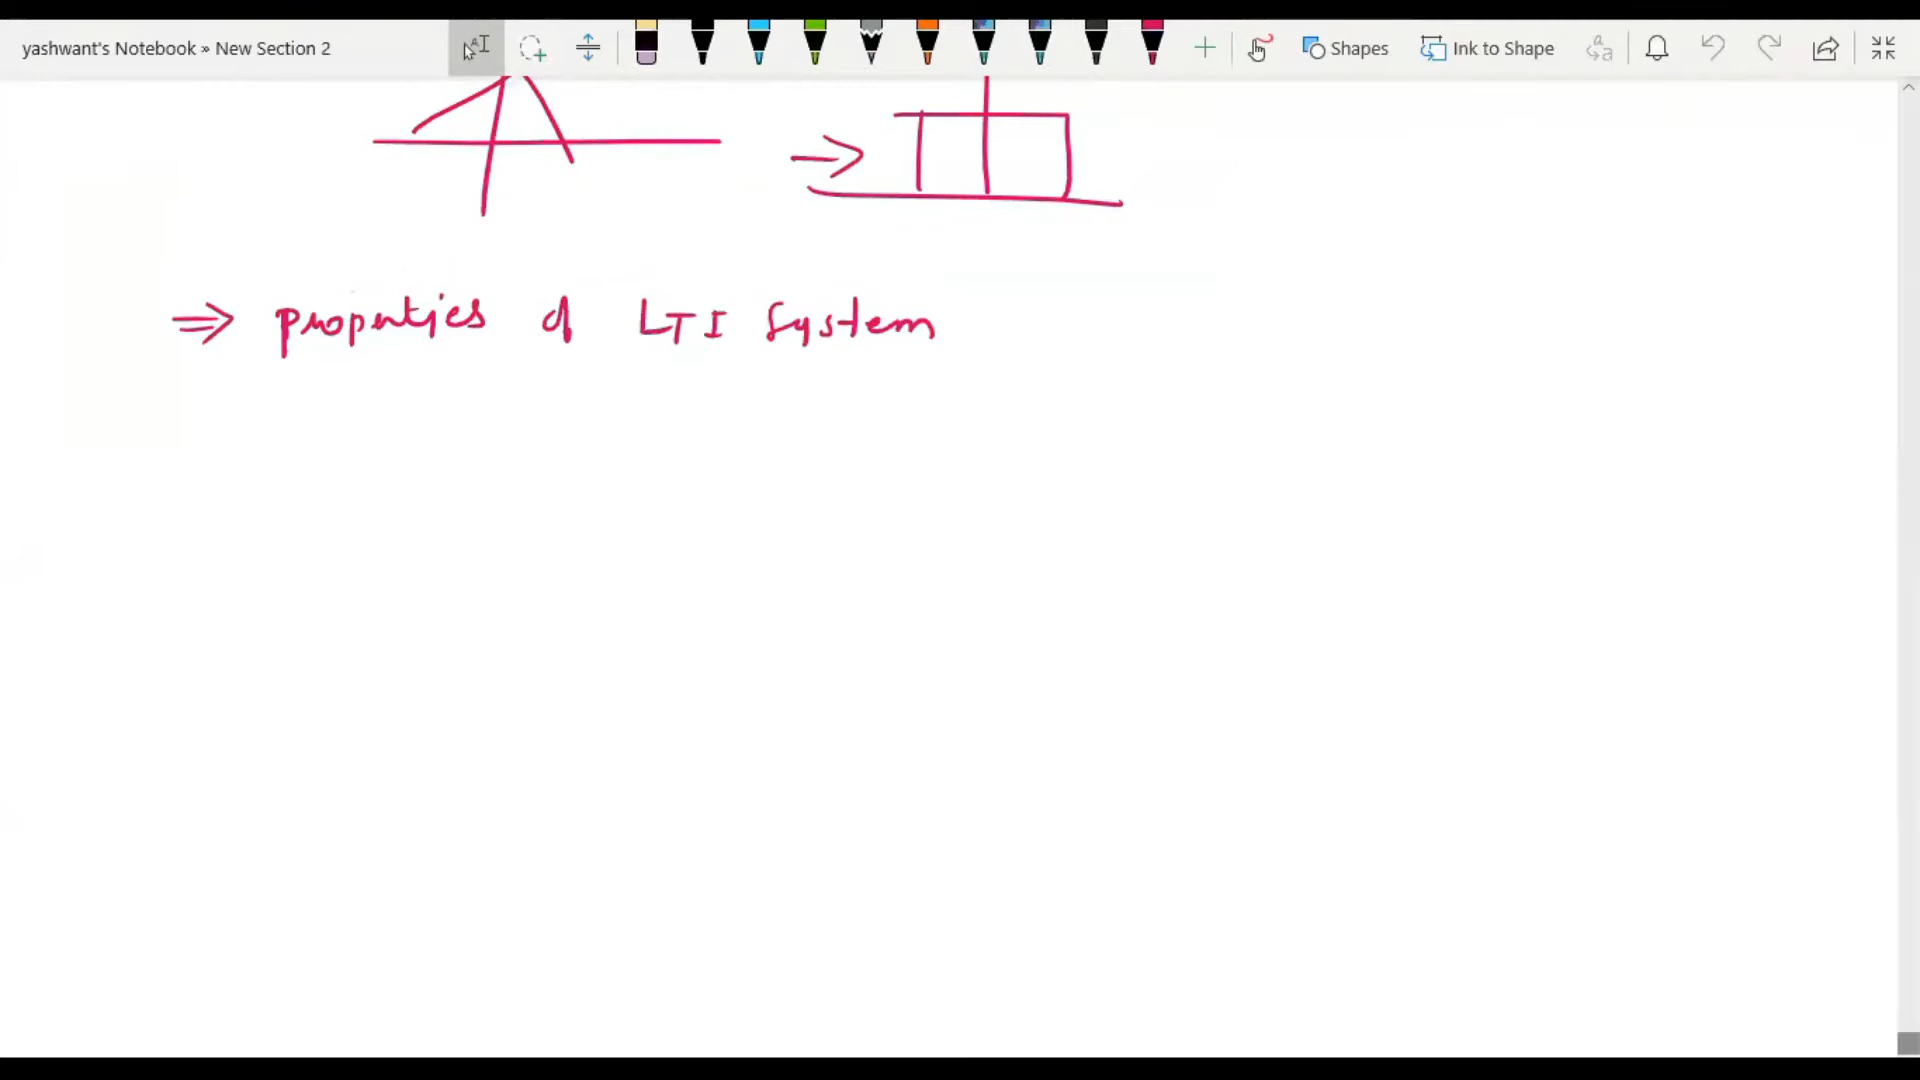 yashwant's Notebook » New Section 2
Shapes
Ink to Shape
⇒ properties of LTI System